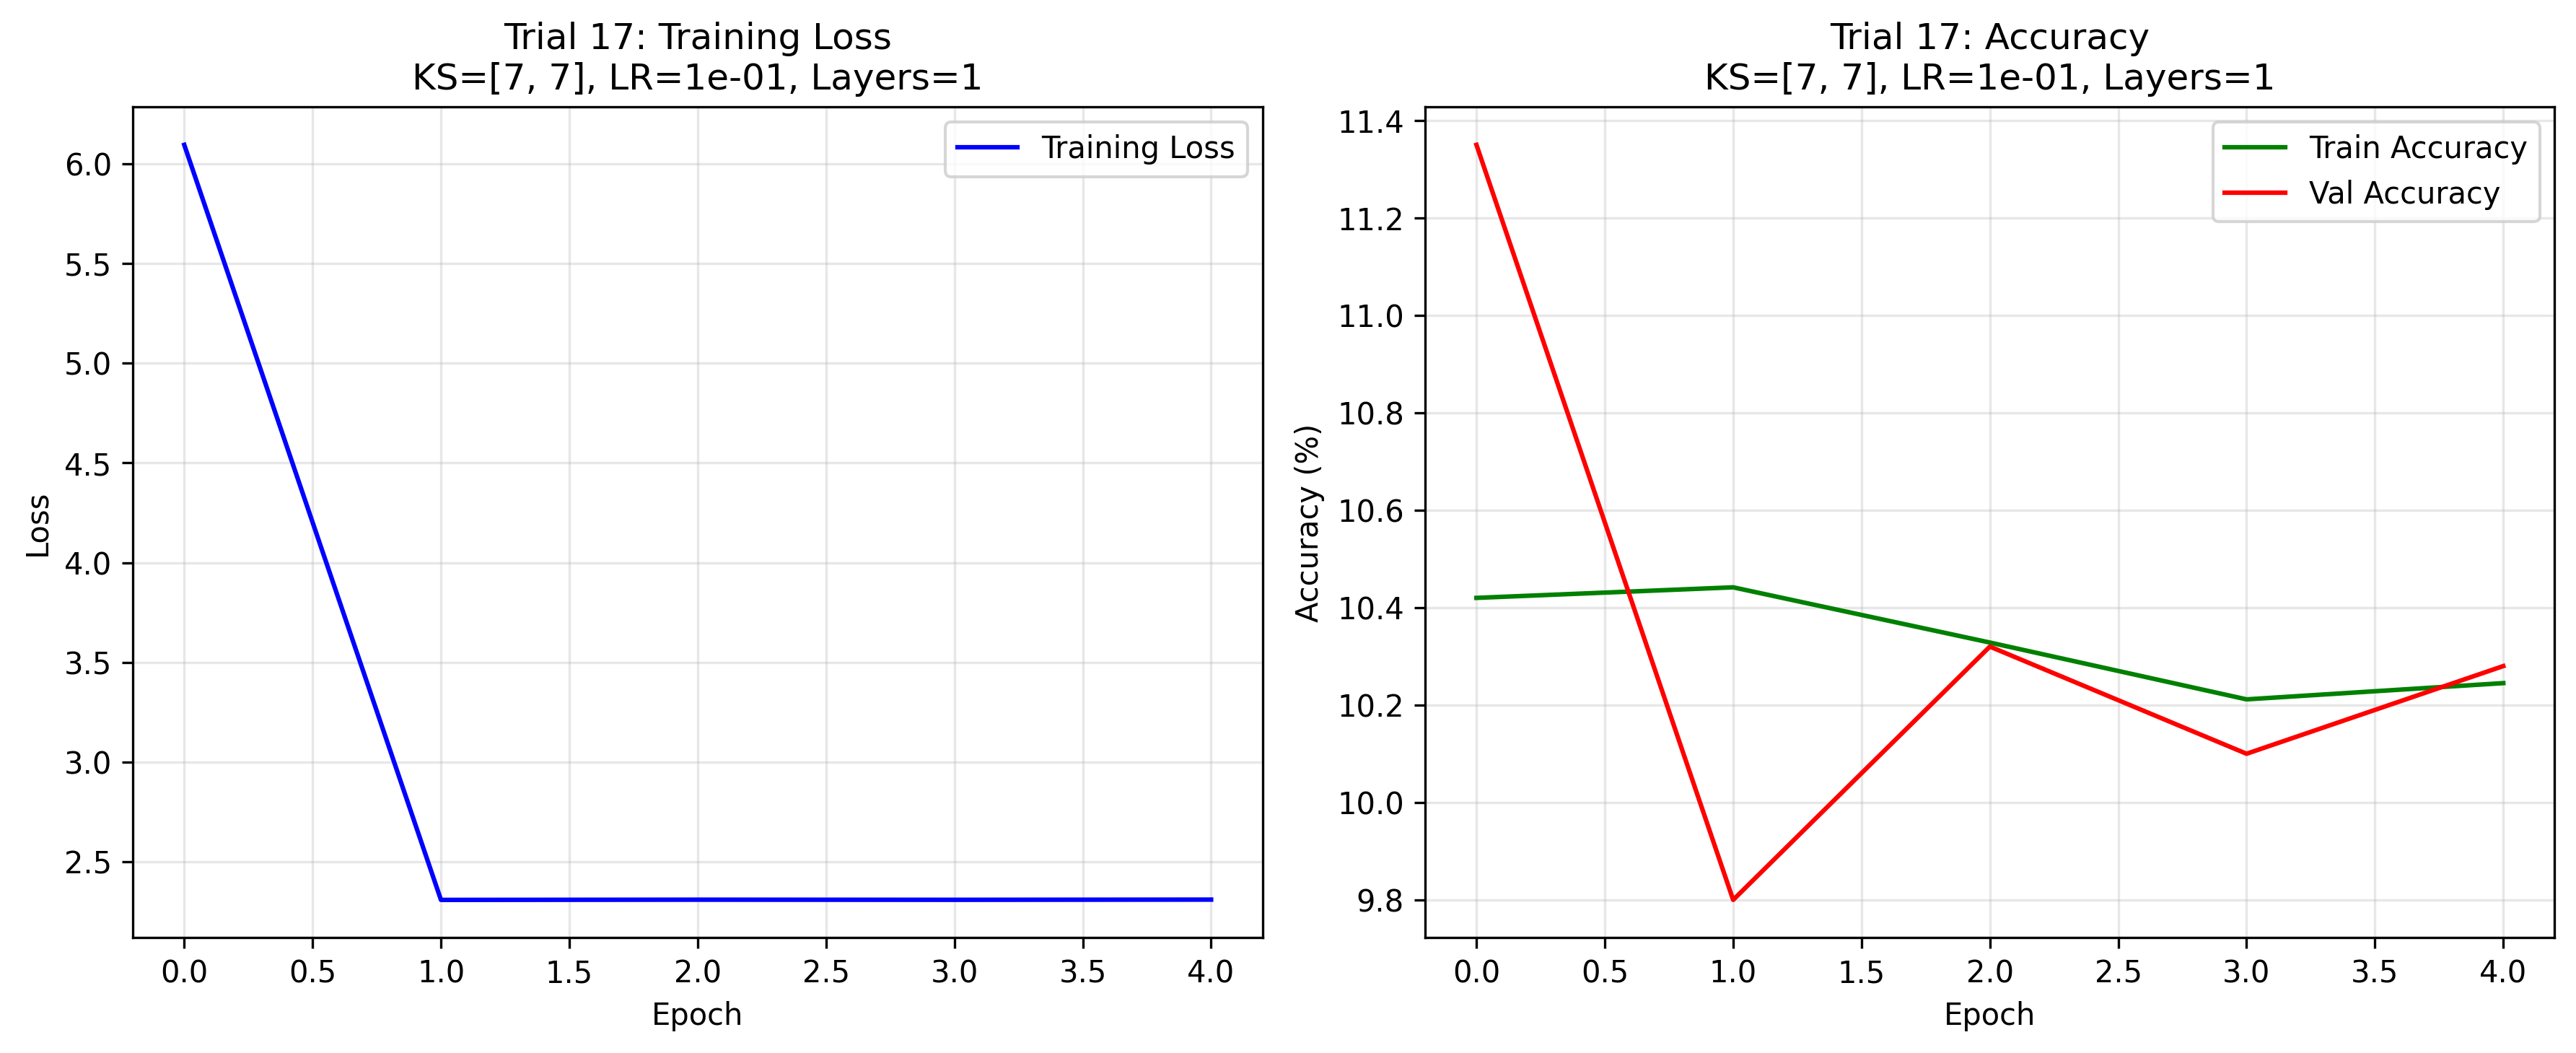 Trial 17: Training Loss
KS=[7, 7], LR=1e-01, Layers=1
Training Loss
6.0
5.5
5.0
4.5
4.0
3.5
3.0
2.5
Loss
0.0 0.5 1.0 1.5 2.0 2.5 3.0 3.5 4.0
Epoch
Trial 17: Accuracy
KS=[7, 7], LR=1e-01, Layers=1
Train Accuracy
Val Accuracy
11.4
11.2
11.0
10.8
10.6
10.4
10.2
10.0
9.8
Accuracy (%)
0.0 0.5 1.0 1.5 2.0 2.5 3.0 3.5 4.0
Epoch